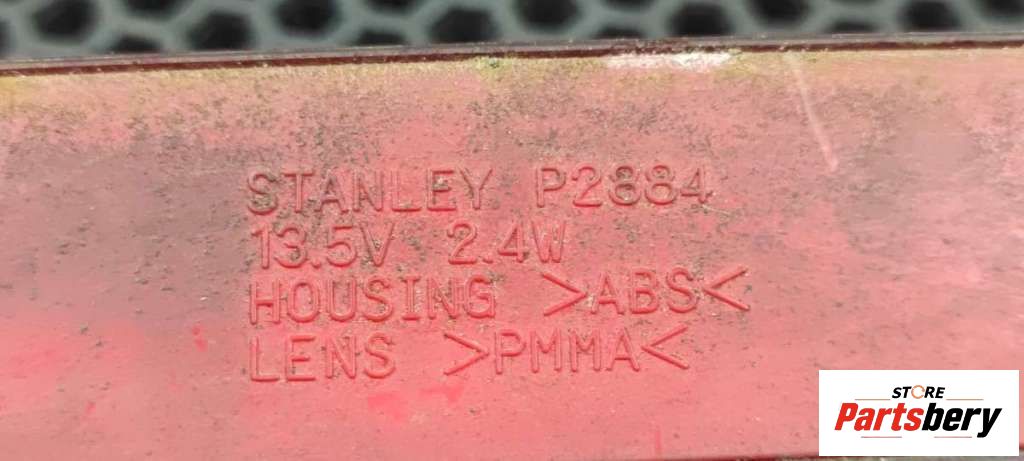 STANLEY P2884
13.5V 2.4W
HOUSING >ABS<
LENS >PMMA<
STORE
Partsbery